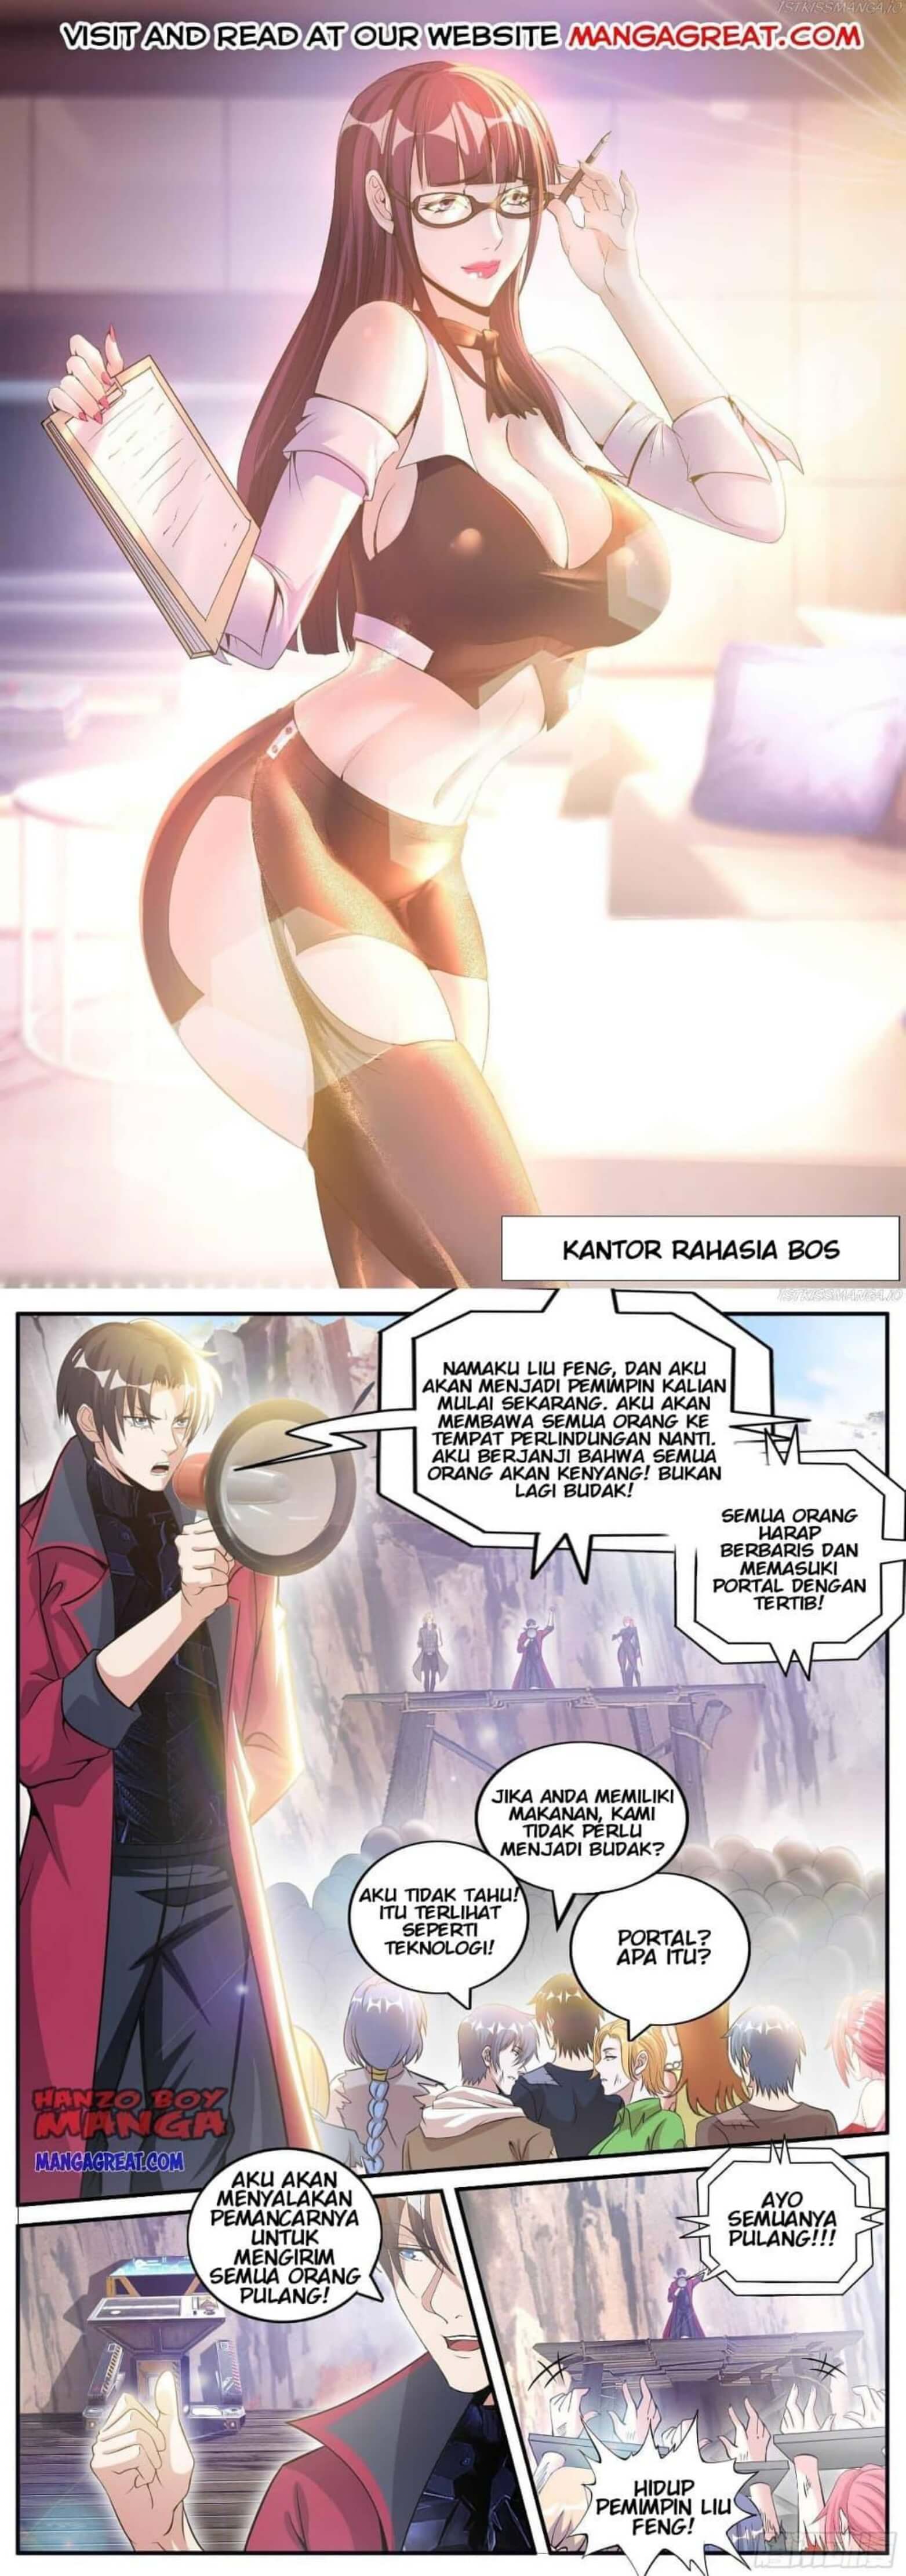 1STKISSMANGA.IO
VISIT AND READ AT OUR WEBSITE MANGAGREAT.COM
KANTOR RAHASIA BOS
1STKISSMANGA.IO
NAMAKU LIU FENG, DAN AKU
AKAN MENJADI PEMIMPIN KALIAN
MULAI SEKARANG. AKU AKAN
MEMBAWA SEMUA ORANG KE
TEMPAT PERLINDUNGAN NANTI.
AKU BERJANJI BAHWA SEMUA
ORANG AKAN KENYANG! BUKAN
LAGI BUDAK!
SEMUA ORANG
HARAP
BERBARIS DAN
MEMASUKI
PORTAL DENGAN
TERTIB!
JIKA ANDA MEMILIKI
MAKANAN, KAMI
TIDAK PERLU
MENJADI BUDAK?
AKU TIDAK TAHU!
ITU TERLIHAT
SEPERTI
TEKNOLOGI!
PORTAL?
APA ITU?
HANZO BOY
MANGA
MANGAGREAT.COM
AKU AKAN
MENYALAKAN
PEMANCARNYA
UNTUK
MENGIRIM
SEMUA ORANG
PULANG!
AYO
SEMUANYA
PULANG!!!
HIDUP
PEMIMPIN LIU
FENG!